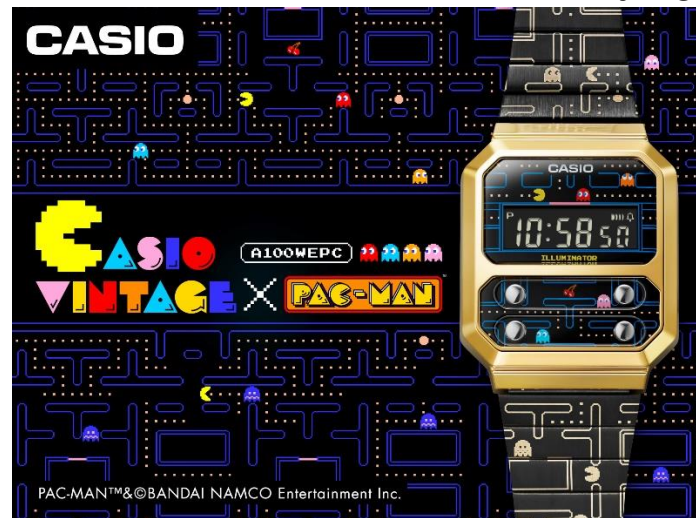 CASIO
CASIO
A100WEPC
VINTAGE X PAC-MAN
CASIO
P
10:58 50
ILLUMINATOR
PAC-MAN™&©BANDAI NAMCO Entertainment Inc.